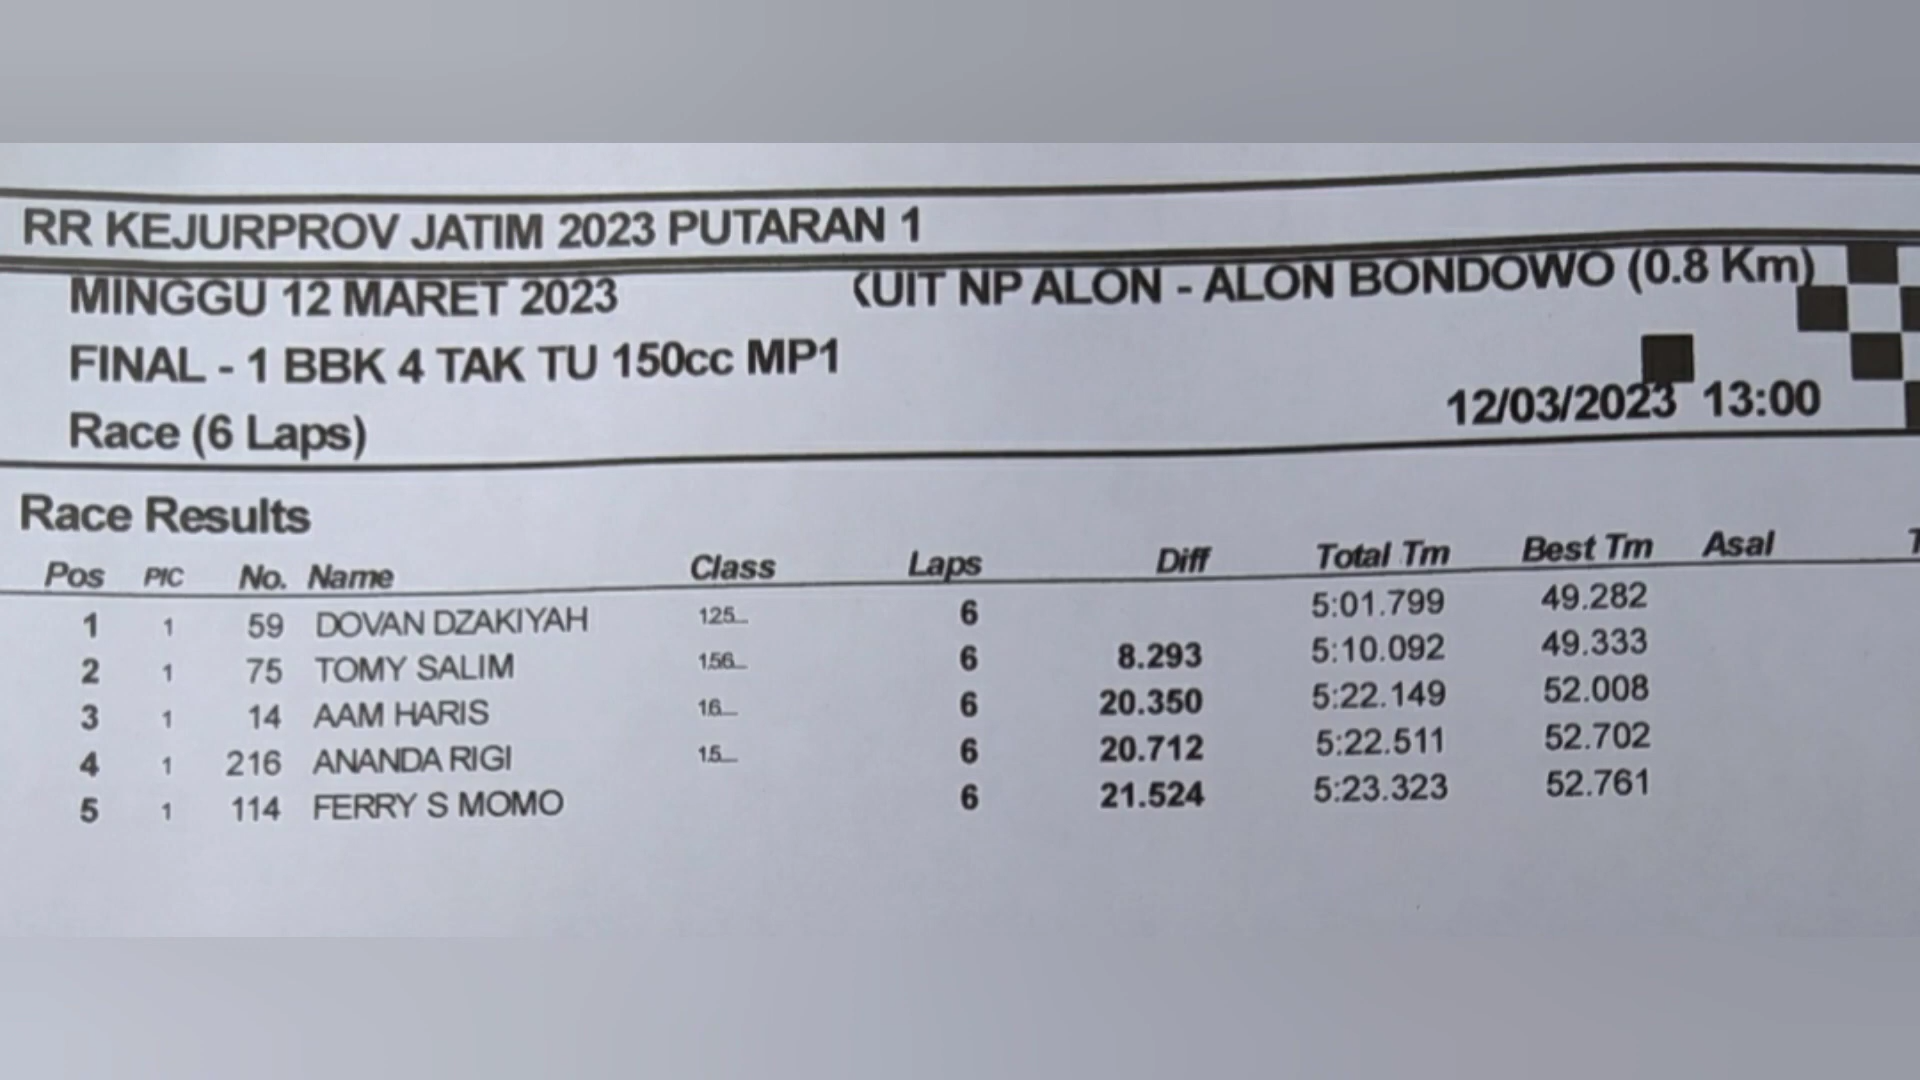 RR KEJURPROV JATIM 2023 PUTARAN 1
MINGGU 12 MARET 2023 KUIT NP ALON - ALON BONDOWO (0.8 Km)
FINAL - 1 BBK 4 TAK TU 150cc MP1
12/03/2023 13:00
Race (6 Laps)
Race Results
Pos PIC No. Name Class Laps Diff Total Tm Best Tm Asal
1 1 59 DOVAN DZAKIYAH 125... 6 5:01.799 49.282
2 1 75 TOMY SALIM 156... 6 8.293 5:10.092 49.333
3 1 14 AAM HARIS 16... 6 20.350 5:22.149 52.008
4 1 216 ANANDA RIGI 15... 6 20.712 5:22.511 52.702
5 1 114 FERRY S MOMO 6 21.524 5:23.323 52.761